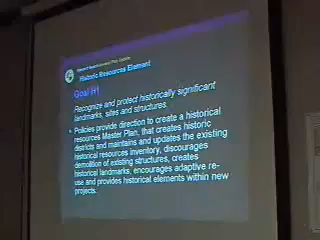 Historic Resources Element
Goal #1
Recognize and protect historically significant
landmarks, sites and structures.
• Policies provide direction to create a historical
resources Master Plan, that creates historic
districts and maintains and updates the existing
historical resources inventory, discourages
demolition of existing structures, creates
historical landmarks, encourages adaptive re-
use and provides historical elements within new
projects.